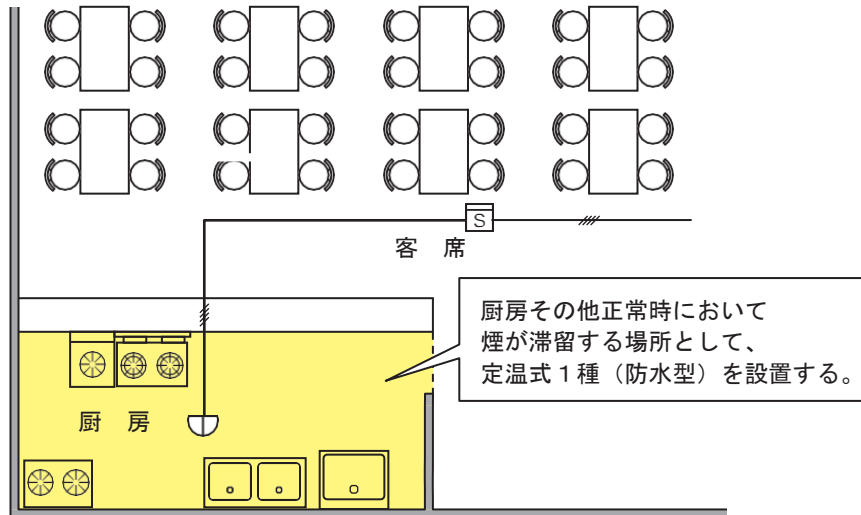 S
客 席
厨房その他正常時において
煙が滞留する場所として、
定温式1種（防水型）を設置する。
厨 房